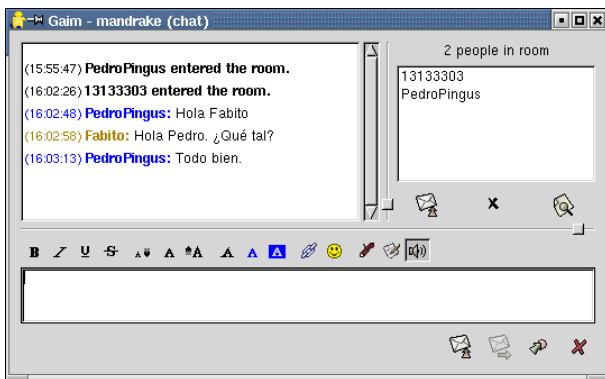 Gaim - mandrake (chat)
(15:55:47) PedroPingus entered the room.
(16:02:26) 13133303 entered the room.
(16:02:48) PedroPingus: Hola Fabito
(16:02:58) Fabito: Hola Pedro. ¿Qué tal?
(16:03:13) PedroPingus: Todo bien.
2 people in room
13133303
PedroPingus
B I U S A A A A A A